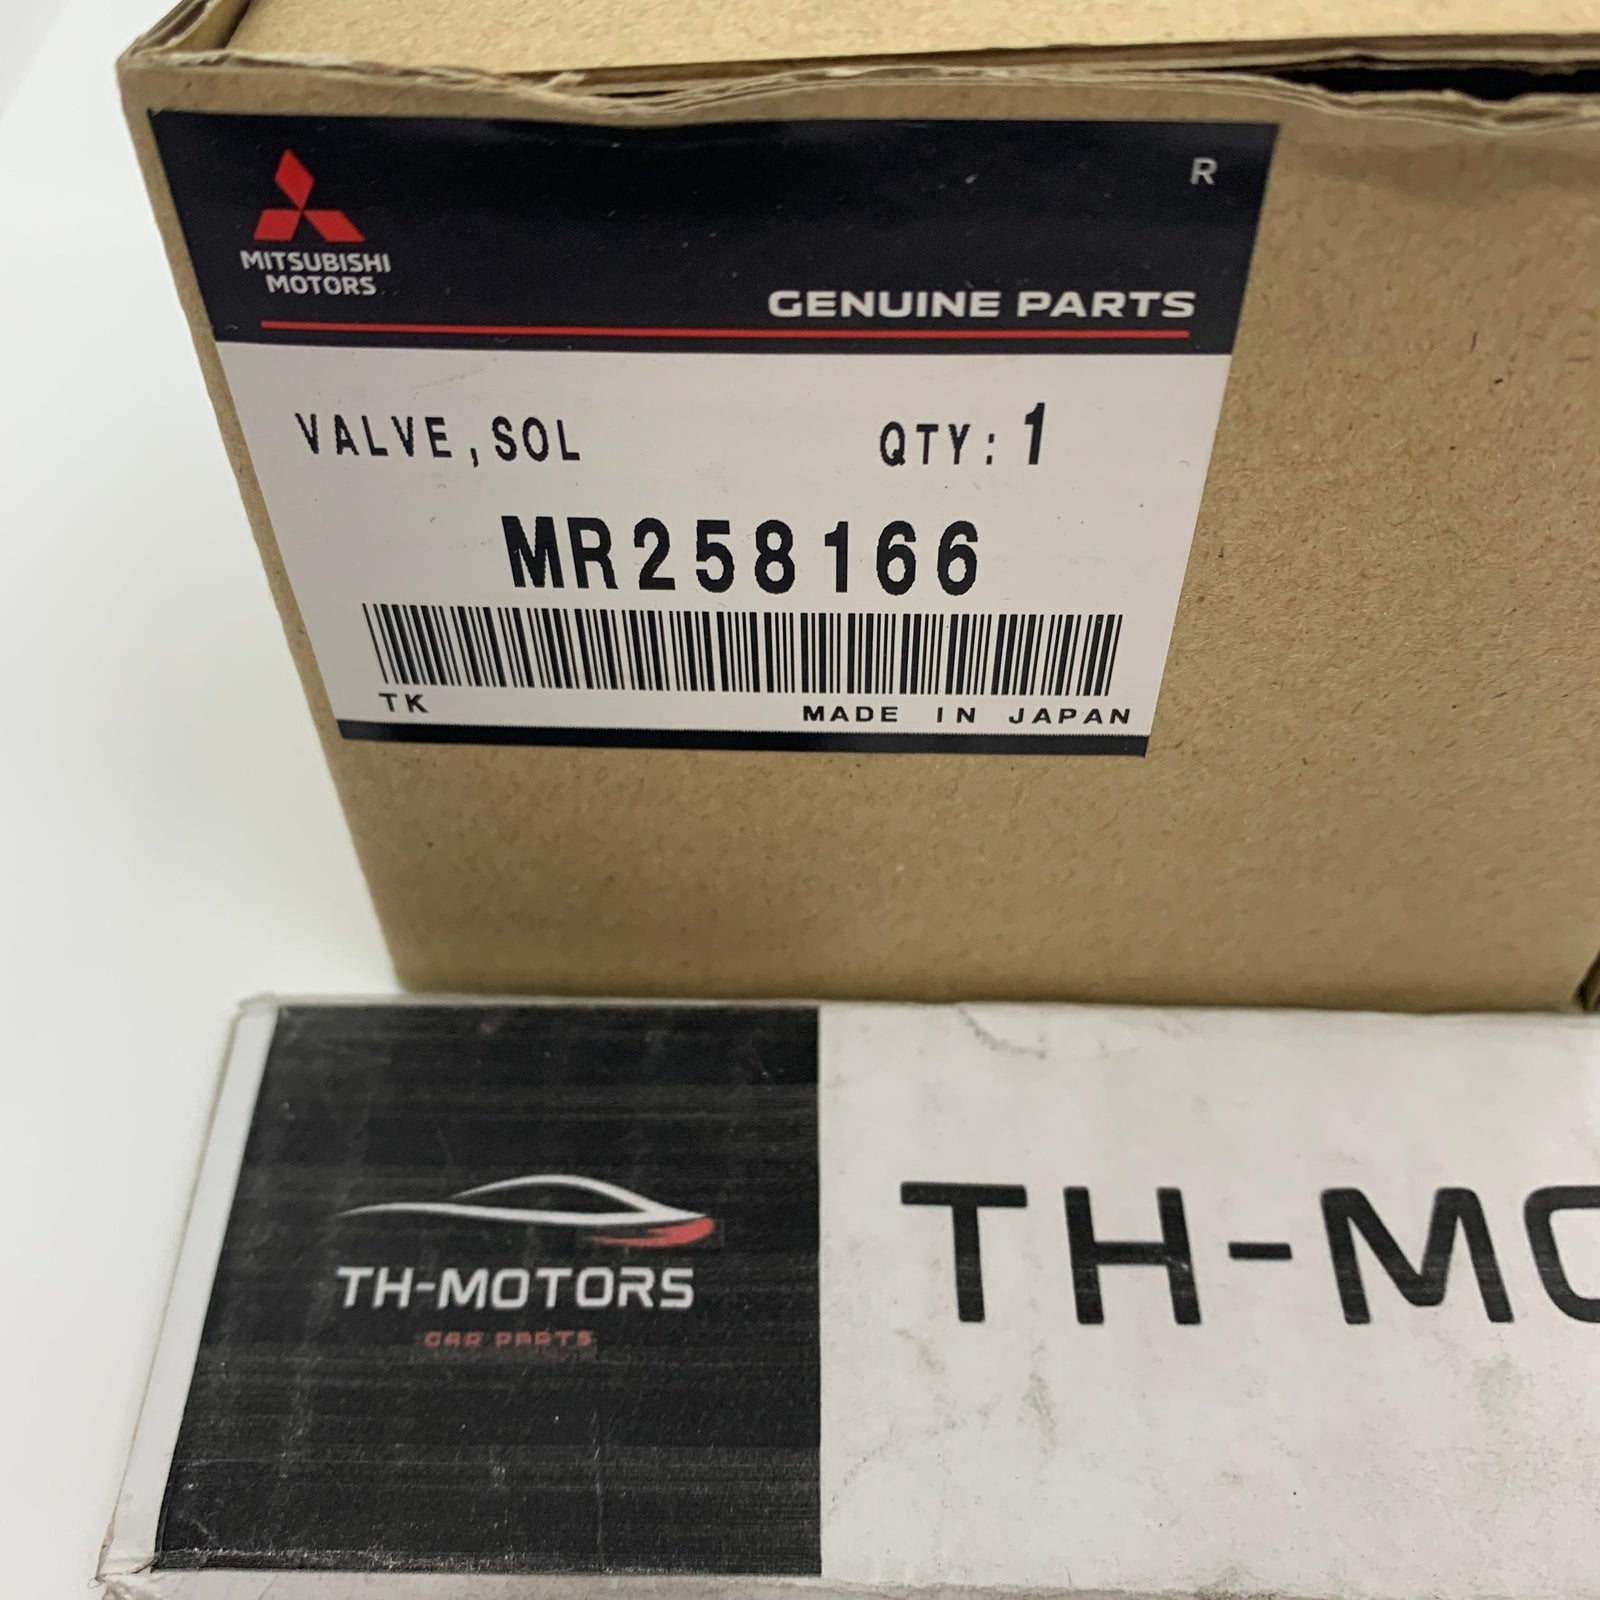 R
MITSUBISHI
MOTORS
GENUINE PARTS
VALVE,SOL QTY: 1
MR258166
TK MADE IN JAPAN
TH-MOTORS
CAR PARTS
TH-MO